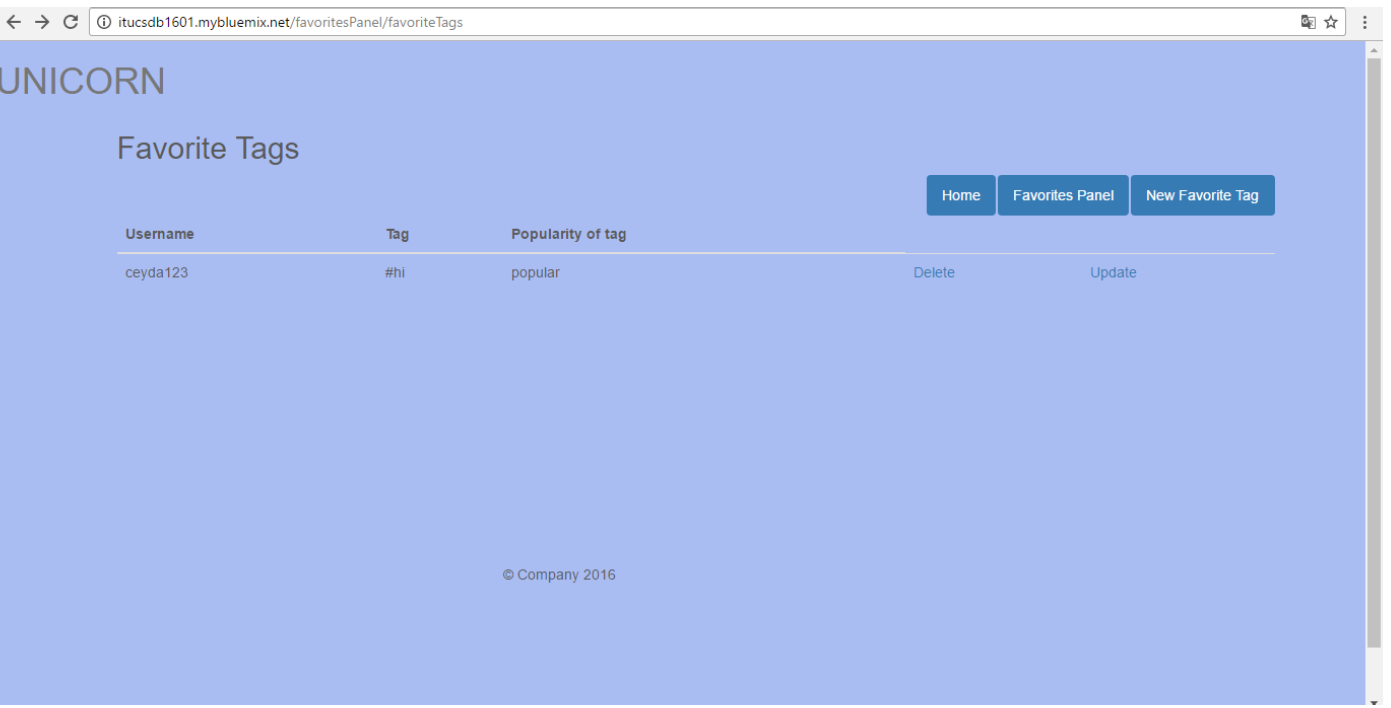 itucsdb1601.mybluemix.net/favoritesPanel/favoriteTags
UNICORN
Favorite Tags
Home Favorites Panel New Favorite Tag
Username Tag Popularity of tag
ceyda123 #hi popular Delete Update
© Company 2016